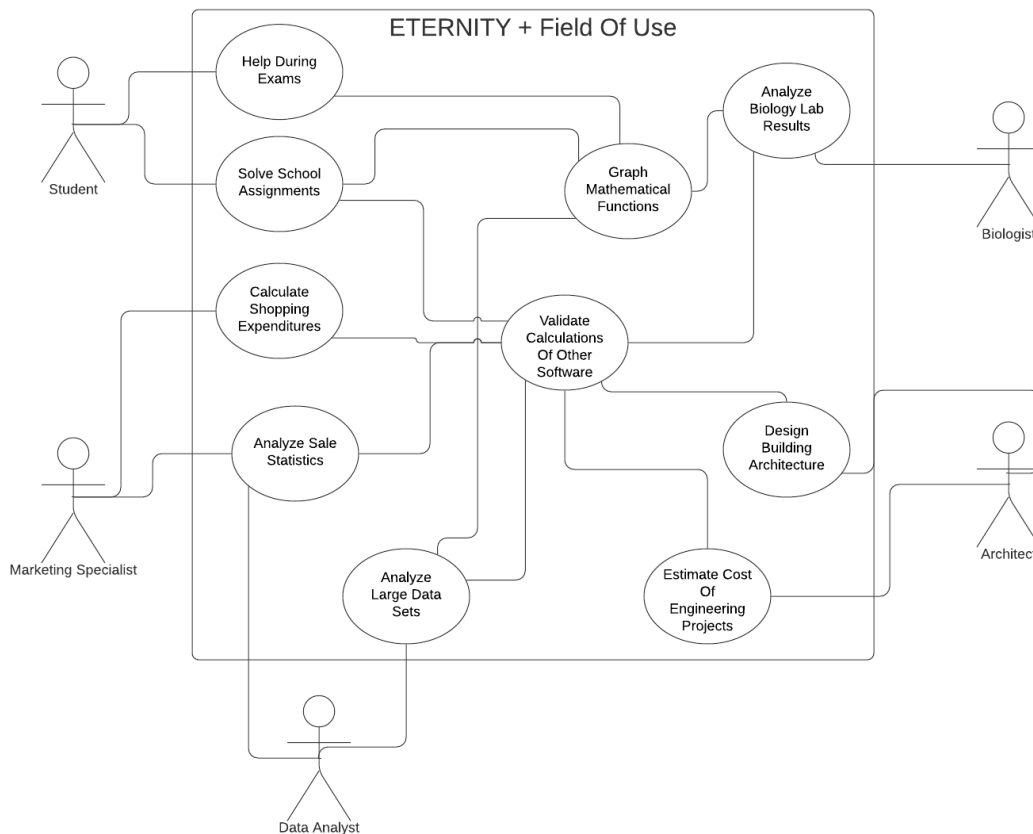 ETERNITY + Field Of Use
Help During
Exams
Analyze
Biology Lab
Results
Solve School
Assignments
Graph
Mathematical
Functions
Student
Biologist
Calculate
Shopping
Expenditures
Validate
Calculations
Of Other
Software
Analyze Sale
Statistics
Design
Building
Architecture
Marketing Specialist
Architect
Analyze
Large Data
Sets
Estimate Cost
Of
Engineering
Projects
Data Analyst